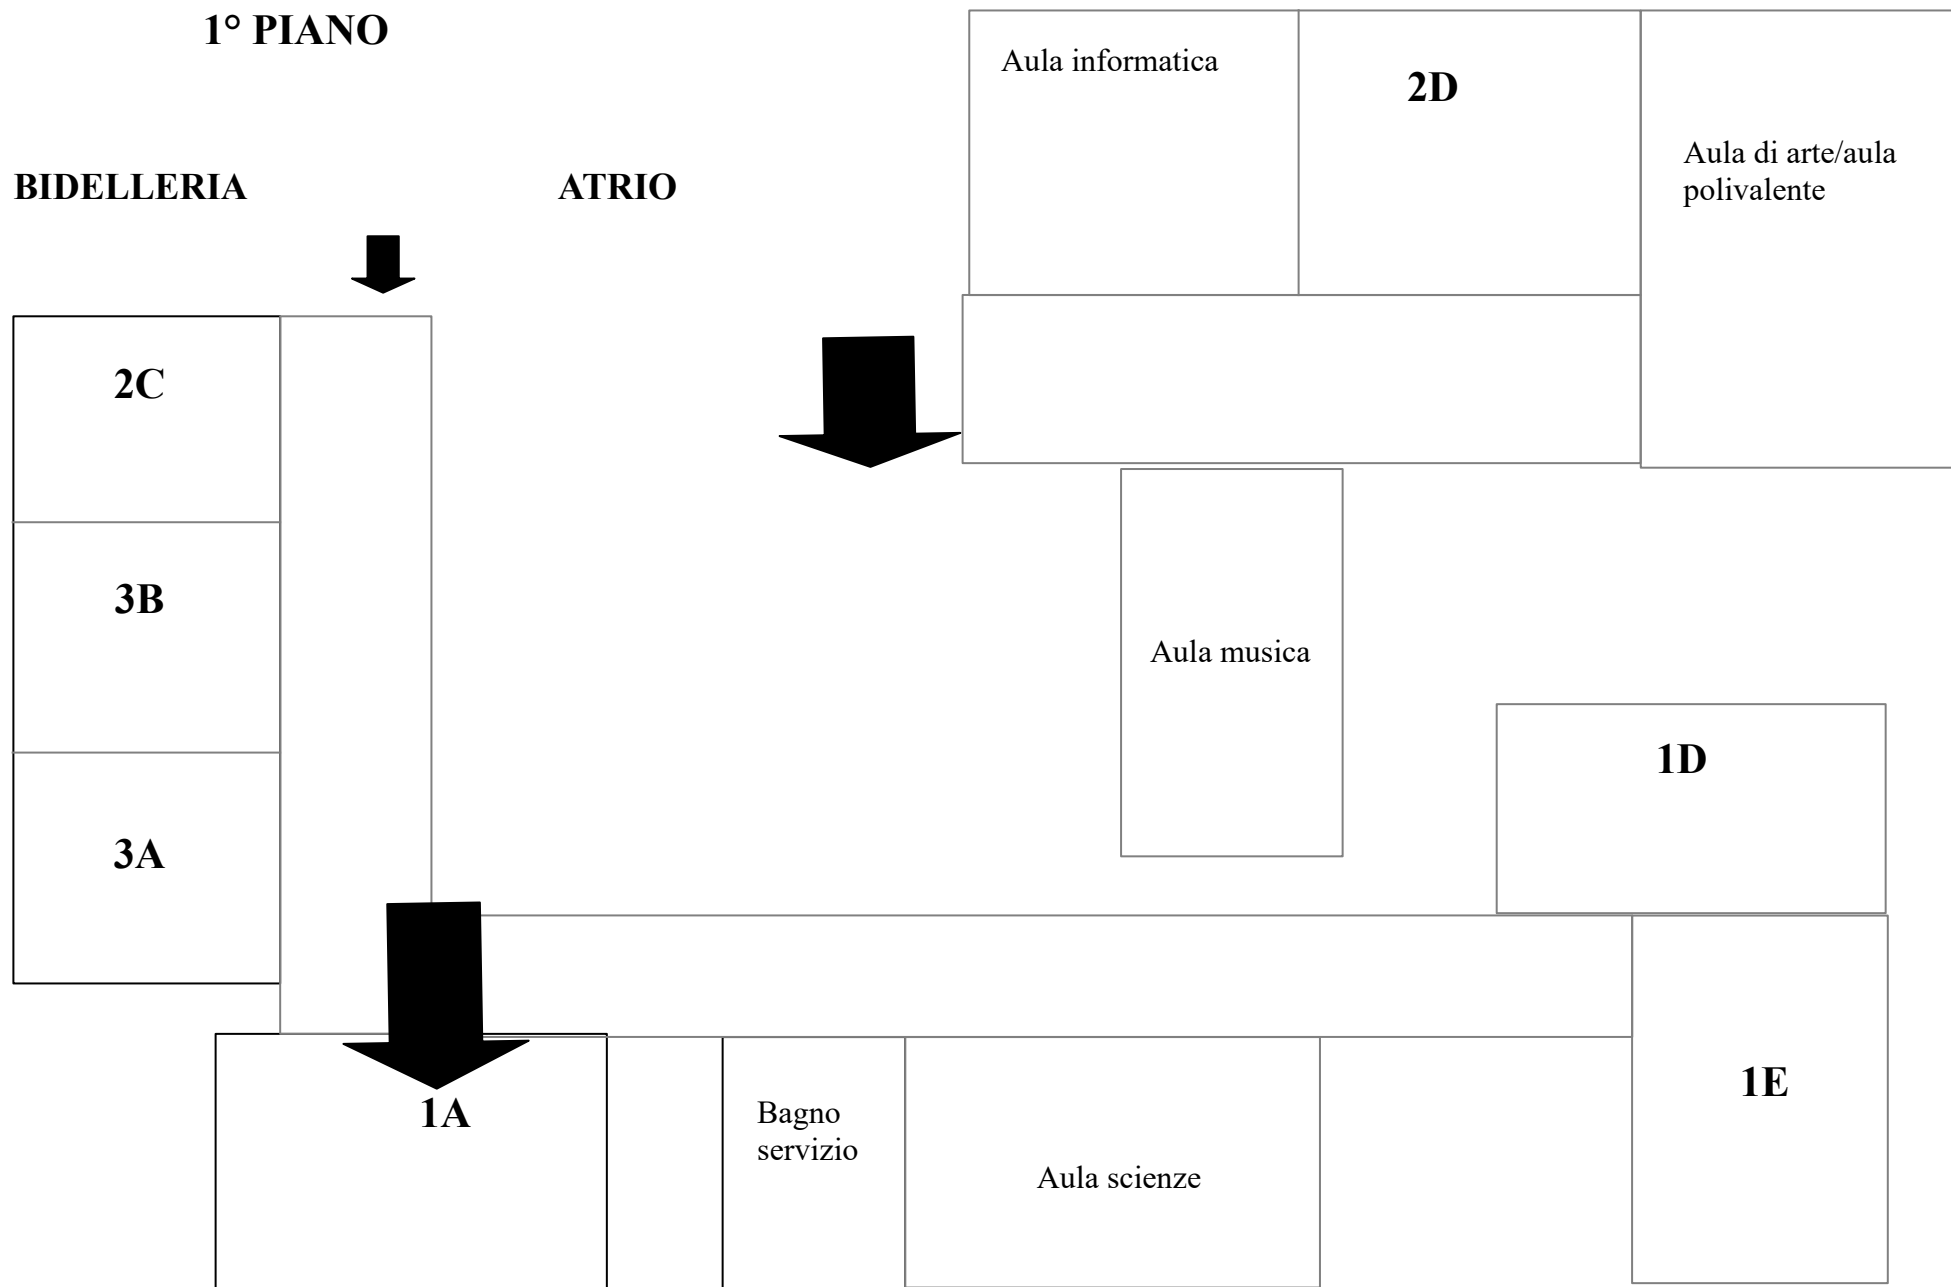 1° PIANO
Aula informatica
2D
Aula di arte/aula
polivalente
BIDELLERIA
ATRIO
2C
3B
Aula musica
1D
3A
1A
Bagno
servizio
Aula scienze
1E